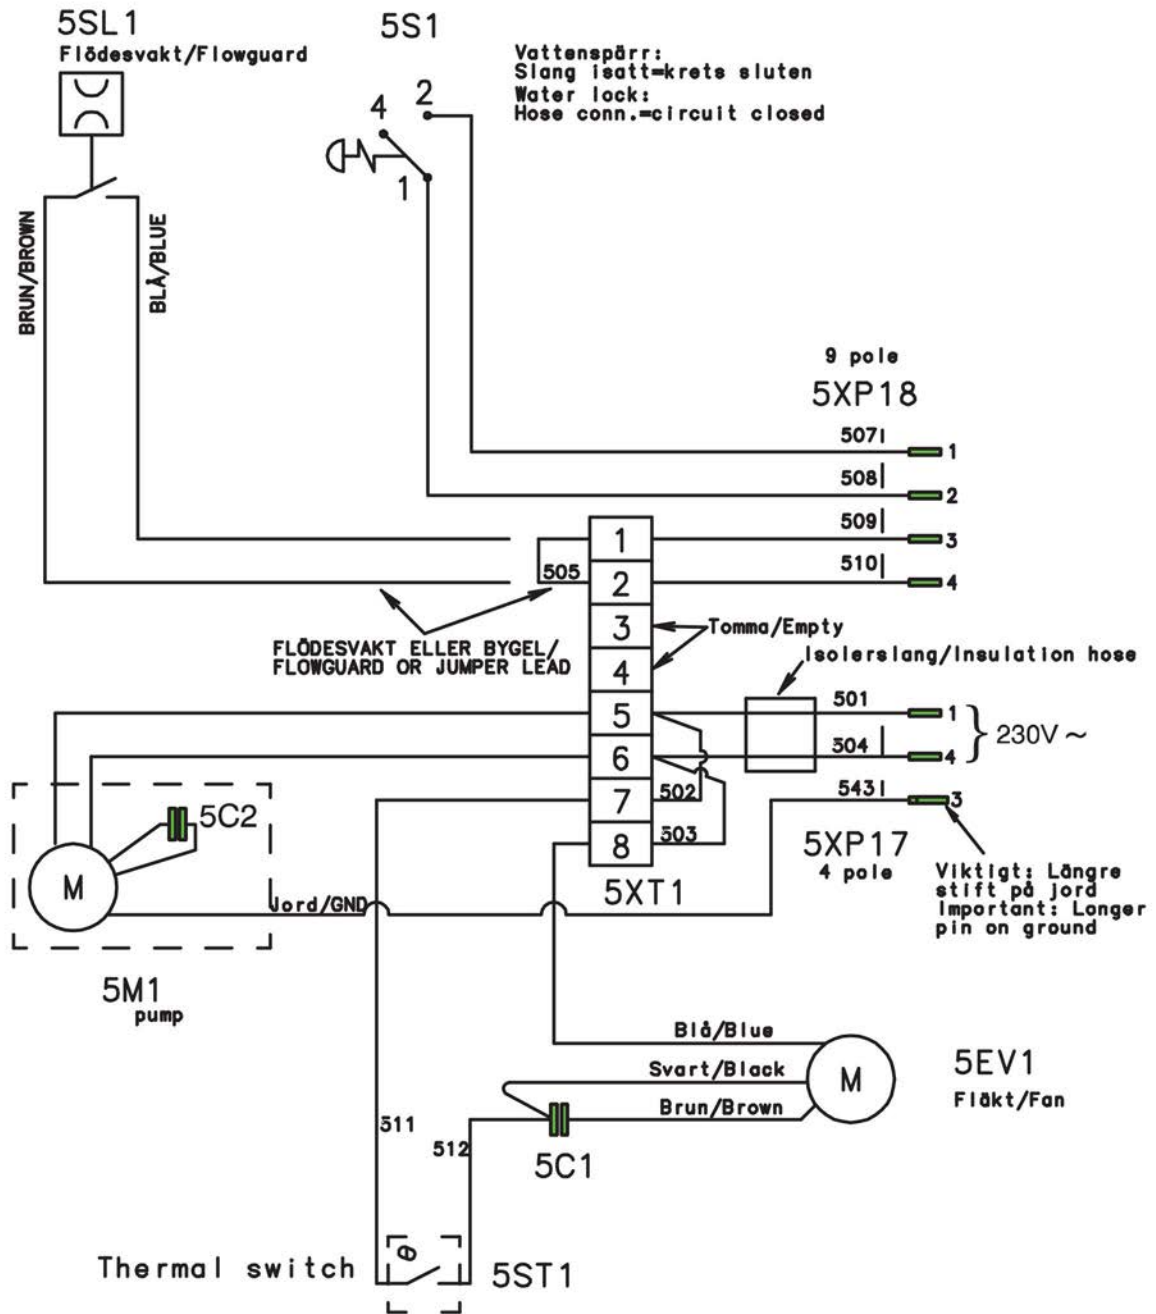 5SL1
Flödesvakt/Flowguard
5S1
Vattenspärr:
Slang isatt=krets sluten
Water lock:
Hose conn.=circuit closed
4
2
1
BRUN/BROWN
BLÅ/BLUE
9 pole
5XP18
507
1
508
2
509
3
510
4
1
2
3
4
5
6
7
8
505
FLÖDESVAKT ELLER BYGEL/
FLOWGUARD OR JUMPER LEAD
Tomma/Empty
Isolerslang/Insulation hose
501
1
504
4
230V ~
502
503
543
3
5XP17
4 pole
Viktigt: Längre
stift på jord
Important: Longer
pin on ground
5XT1
5C2
M
Jord/GND
5M1
pump
Blå/Blue
Svart/Black
Brun/Brown
M
5EV1
Fläkt/Fan
511
512
5C1
Thermal switch
θ
5ST1